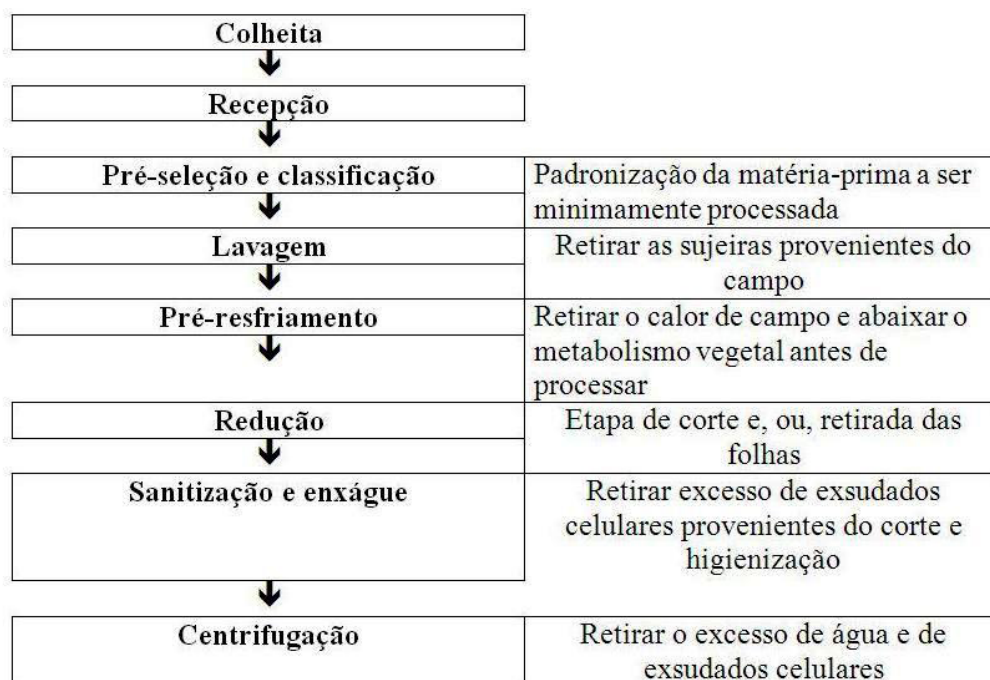 Colheita
Recepção
Pré-seleção e classificação
Padronização da matéria-prima a ser
minimamente processada
Lavagem
Retirar as sujeiras provenientes do
campo
Pré-resfriamento
Retirar o calor de campo e abaixar o
metabolismo vegetal antes de
processar
Redução
Etapa de corte e, ou, retirada das
folhas
Sanitização e enxágue
Retirar excesso de exsudados
celulares provenientes do corte e
higienização
Centrifugação
Retirar o excesso de água e de
exsudados celulares